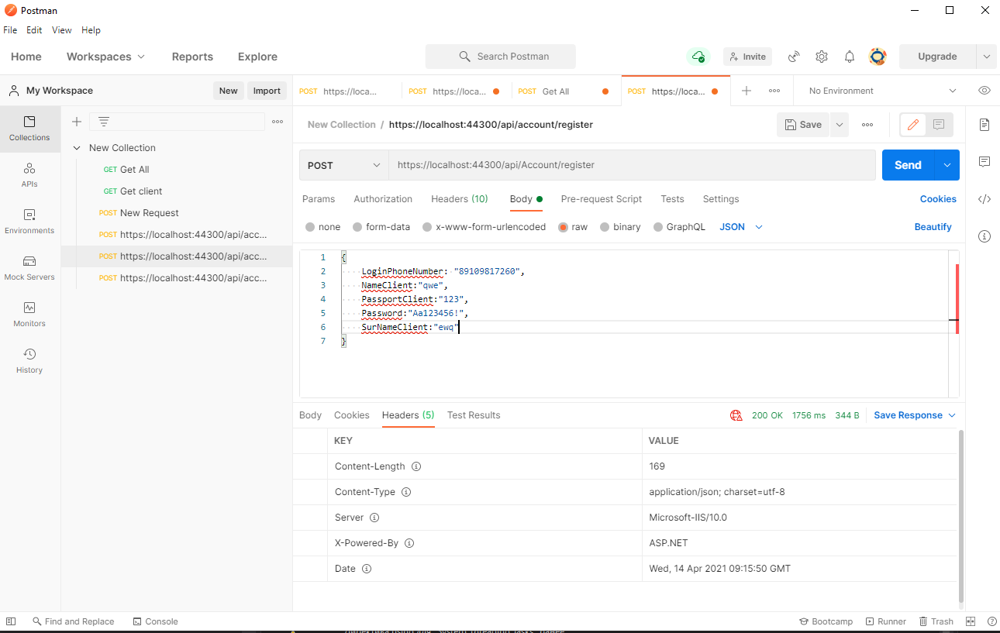 Postman
File Edit View Help
Home Workspaces Reports Explore Search Postman Invite Upgrade
My Workspace New Import POST https://loca... POST https://loca... POST Get All POST https://loca... No Environment
New Collection / https://localhost:44300/api/account/register Save
Collections
New Collection
GET Get All
GET Get client
POST New Request
POST https://localhost:44300/api/acc...
POST https://localhost:44300/api/acc...
POST https://localhost:44300/api/acc...
APIs
Environments
Mock Servers
Monitors
History
POST https://localhost:44300/api/Account/register Send
Params Authorization Headers (10) Body Pre-request Script Tests Settings Cookies
none form-data x-www-form-urlencoded raw binary GraphQL JSON Beautify
1 {
2 LoginPhoneNumber: "89109817260",
3 NameClient:"qwe",
4 PassportClient:"123",
5 Password:"Aa123456!",
6 SurNameClient:"ewq"
7 }
Body Cookies Headers (5) Test Results 200 OK 1756 ms 344 B Save Response
KEY VALUE
Content-Length 169
Content-Type application/json; charset=utf-8
Server Microsoft-IIS/10.0
X-Powered-By ASP.NET
Date Wed, 14 Apr 2021 09:15:50 GMT
Find and Replace Console Bootcamp Runner Trash